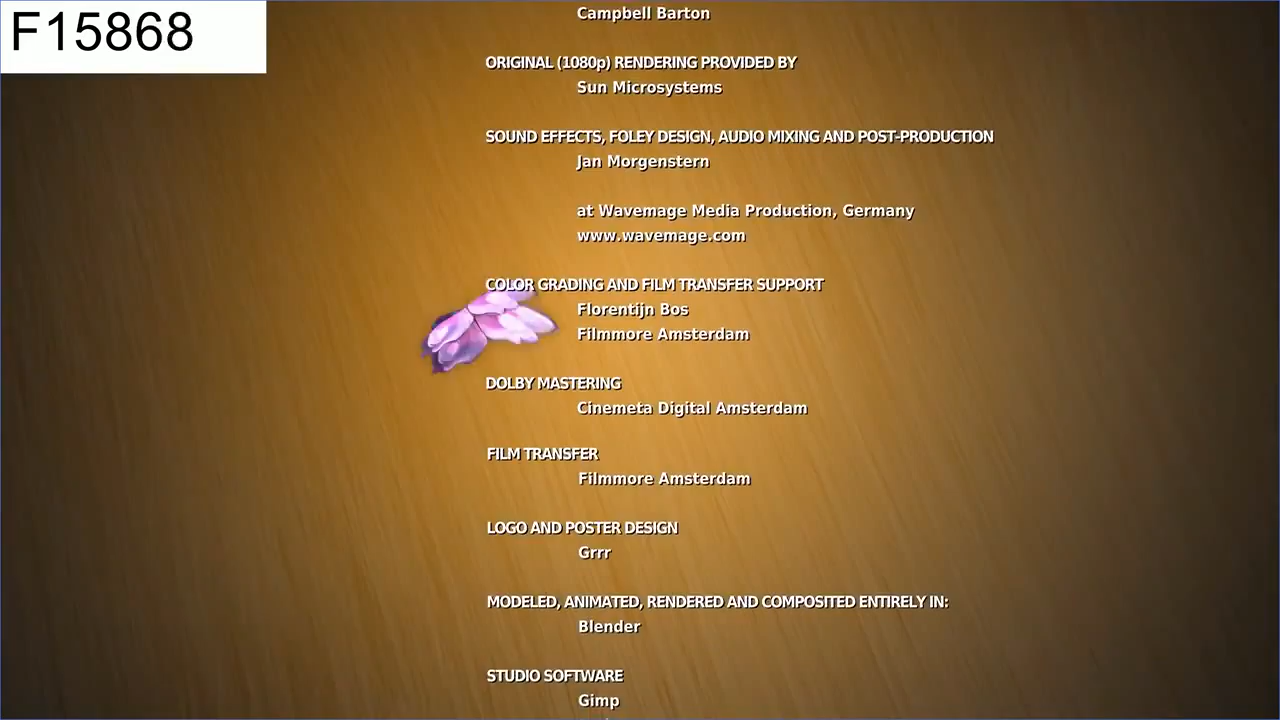 F15868
Campbell Barton
ORIGINAL (1080p) RENDERING PROVIDED BY
Sun Microsystems
SOUND EFFECTS, FOLEY DESIGN, AUDIO MIXING AND POST-PRODUCTION
Jan Morgenstern
at Wavemage Media Production, Germany
www.wavemage.com
COLOR GRADING AND FILM TRANSFER SUPPORT
Florentijn Bos
Filmmore Amsterdam
DOLBY MASTERING
Cinemeta Digital Amsterdam
FILM TRANSFER
Filmmore Amsterdam
LOGO AND POSTER DESIGN
Grrr
MODELED, ANIMATED, RENDERED AND COMPOSITED ENTIRELY IN:
Blender
STUDIO SOFTWARE
Gimp